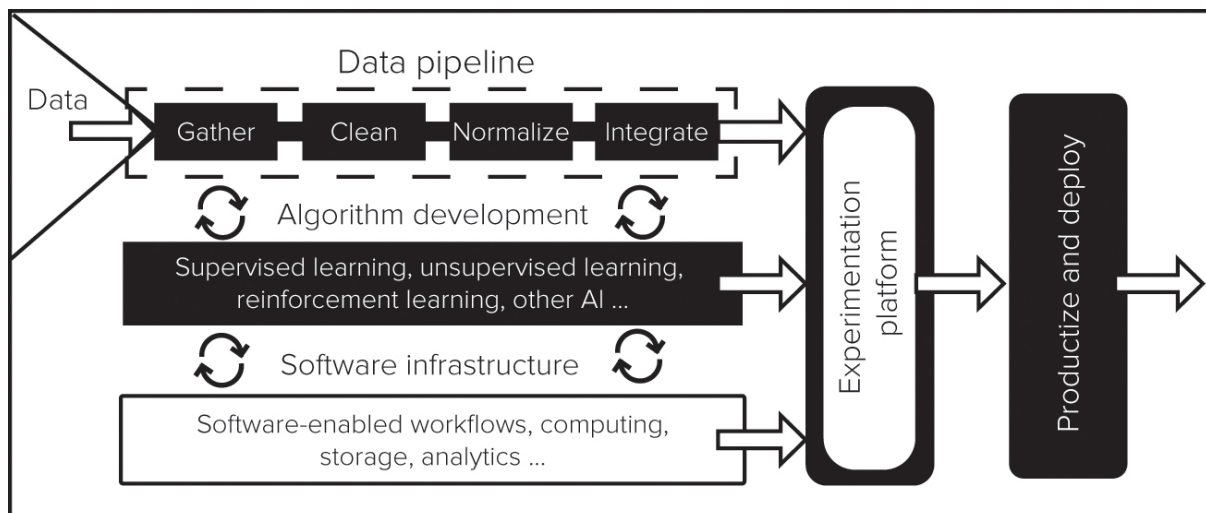 Data pipeline
Data
Gather
Clean
Normalize
Integrate
Algorithm development
Supervised learning, unsupervised learning,
reinforcement learning, other AI ...
Software infrastructure
Software-enabled workflows, computing,
storage, analytics ...
Experimentation
platform
Productize and deploy